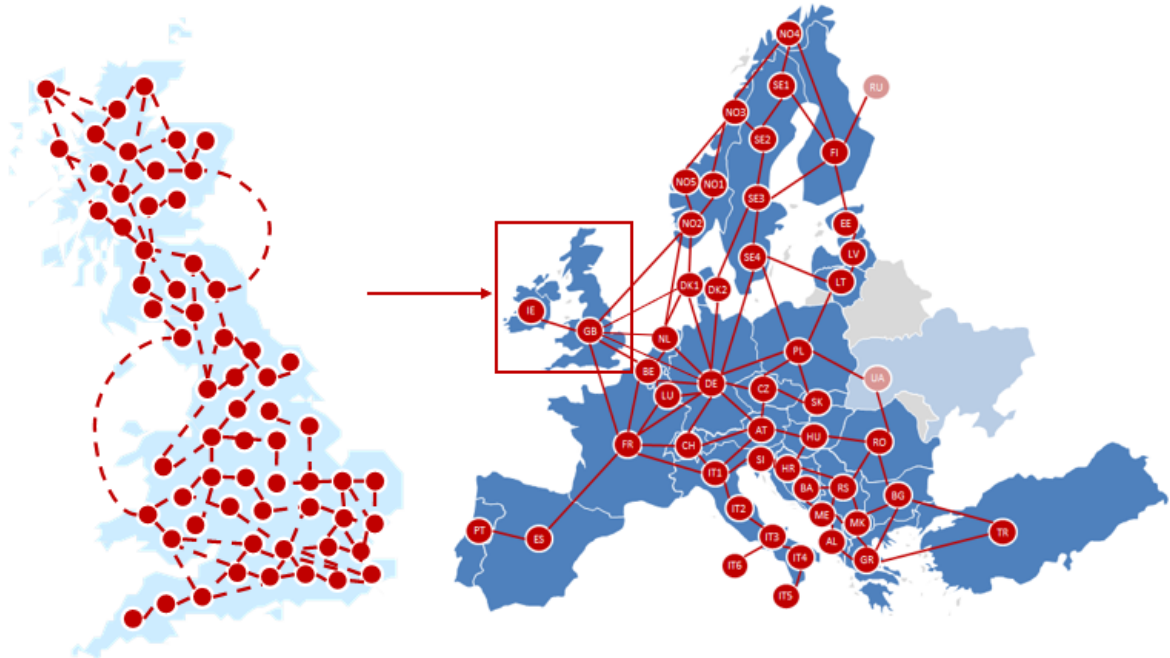 NO4
SE1
RU
NO3
SE2
FI
NO5
NO1
SE3
NO2
EE
SE4
LV
LT
DK1
DK2
IE
GB
NL
PL
BE
DE
UA
LU
CZ
SK
FR
CH
AT
HU
RO
IT1
SI
HR
BA
RS
BG
IT2
ME
MK
PT
ES
IT3
AL
TR
IT4
GR
IT6
IT5